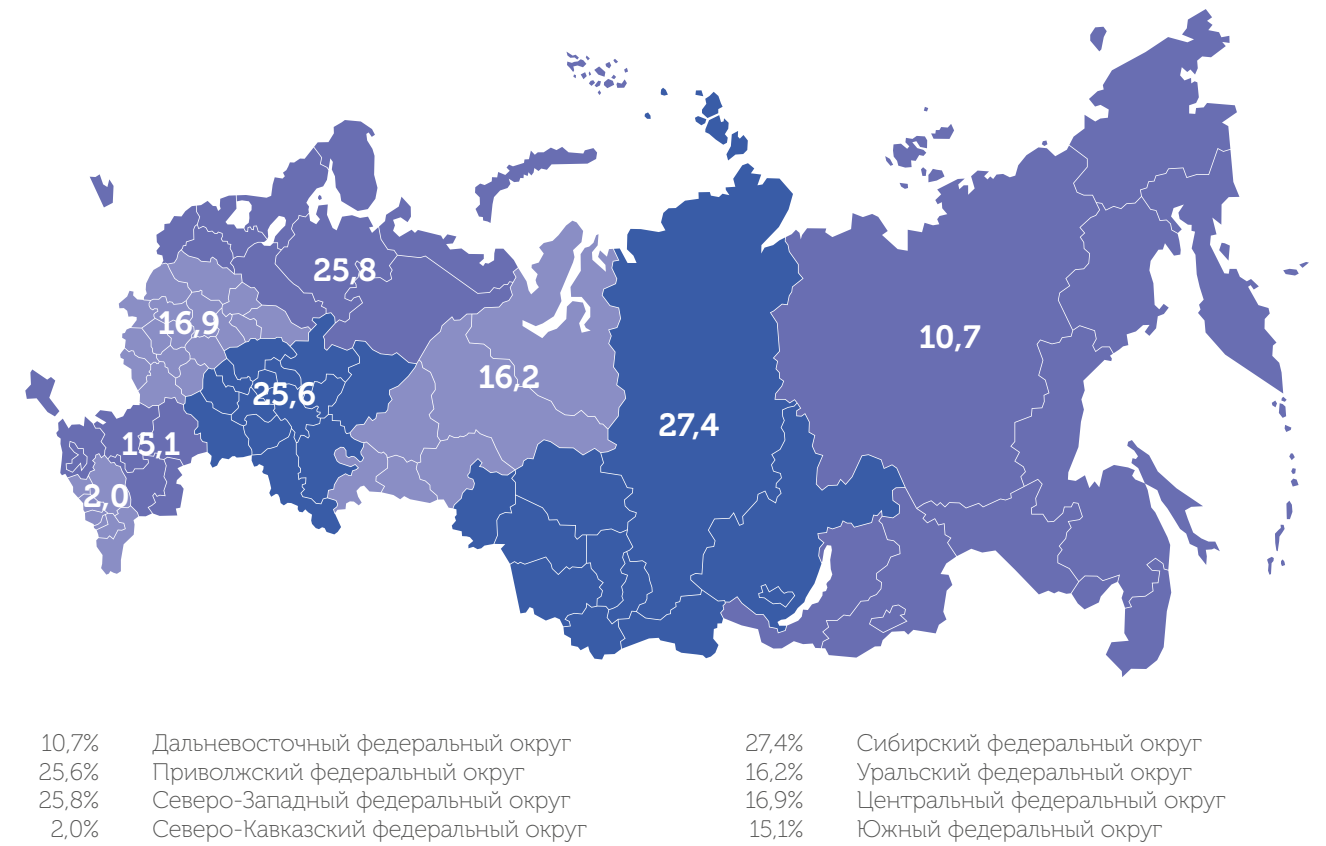 25,8
16,9
10,7
16,2
25,6
27,4
15,1
2,0
10,7% Дальневосточный федеральный округ
25,6% Приволжский федеральный округ
25,8% Северо-Западный федеральный округ
2,0% Северо-Кавказский федеральный округ
27,4% Сибирский федеральный округ
16,2% Уральский федеральный округ
16,9% Центральный федеральный округ
15,1% Южный федеральный округ